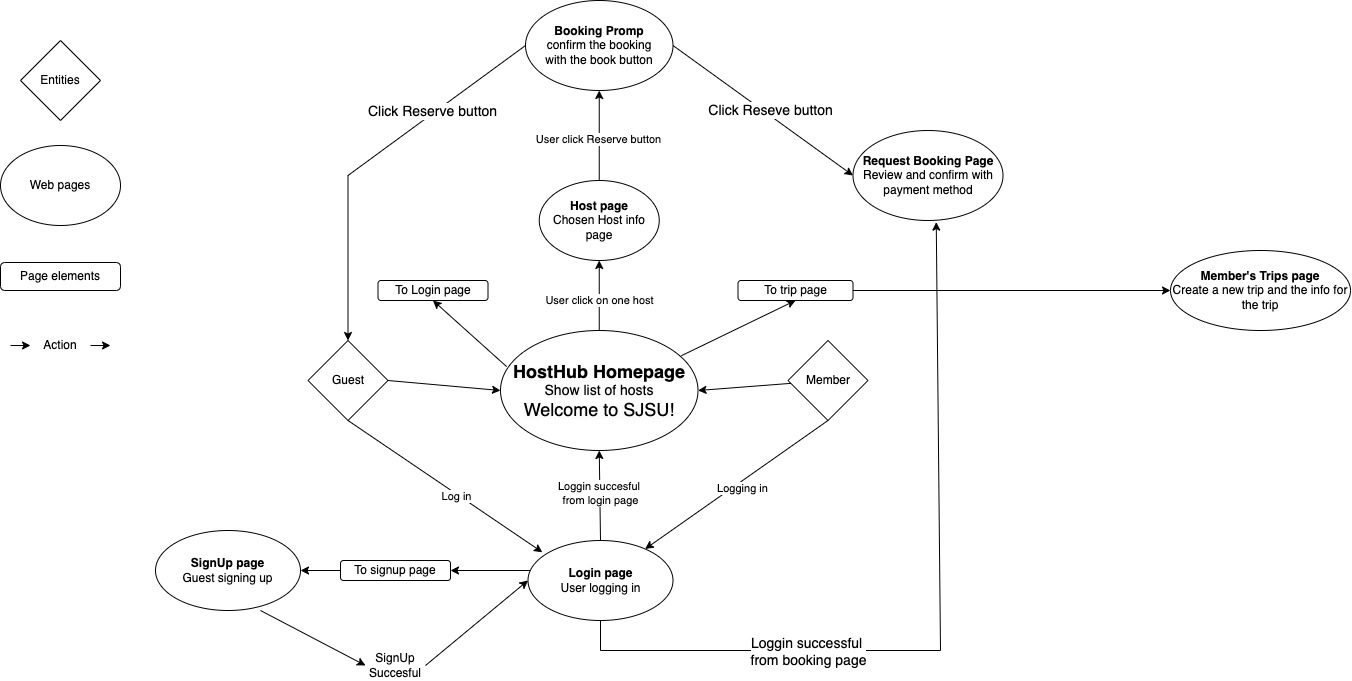 Booking Promp
confirm the booking
with the book button
Entities
Click Reserve button
Click Reseve button
User click Reserve button
Request Booking Page
Review and confirm with
payment method
Web pages
Host page
Chosen Host info
page
Page elements
To Login page
User click on one host
To trip page
Member's Trips page
Create a new trip and the info for
the trip
Action
Guest
HostHub Homepage
Show list of hosts
Welcome to SJSU!
Member
Log in
Loggin succesful
from login page
Logging in
SignUp page
Guest signing up
To signup page
Login page
User logging in
SignUp
Succesful
Loggin successful
from booking page